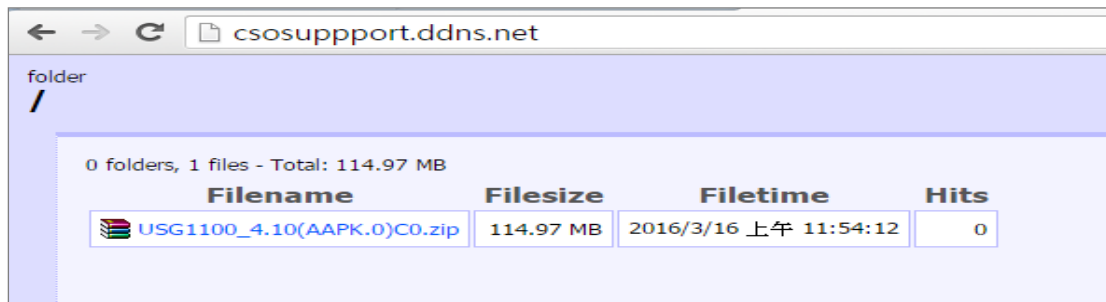 csosuppport.ddns.net
folder
/
0 folders, 1 files - Total: 114.97 MB
Filename Filesize Filetime Hits
USG1100_4.10(AAPK.0)C0.zip 114.97 MB 2016/3/16 上午 11:54:12 0